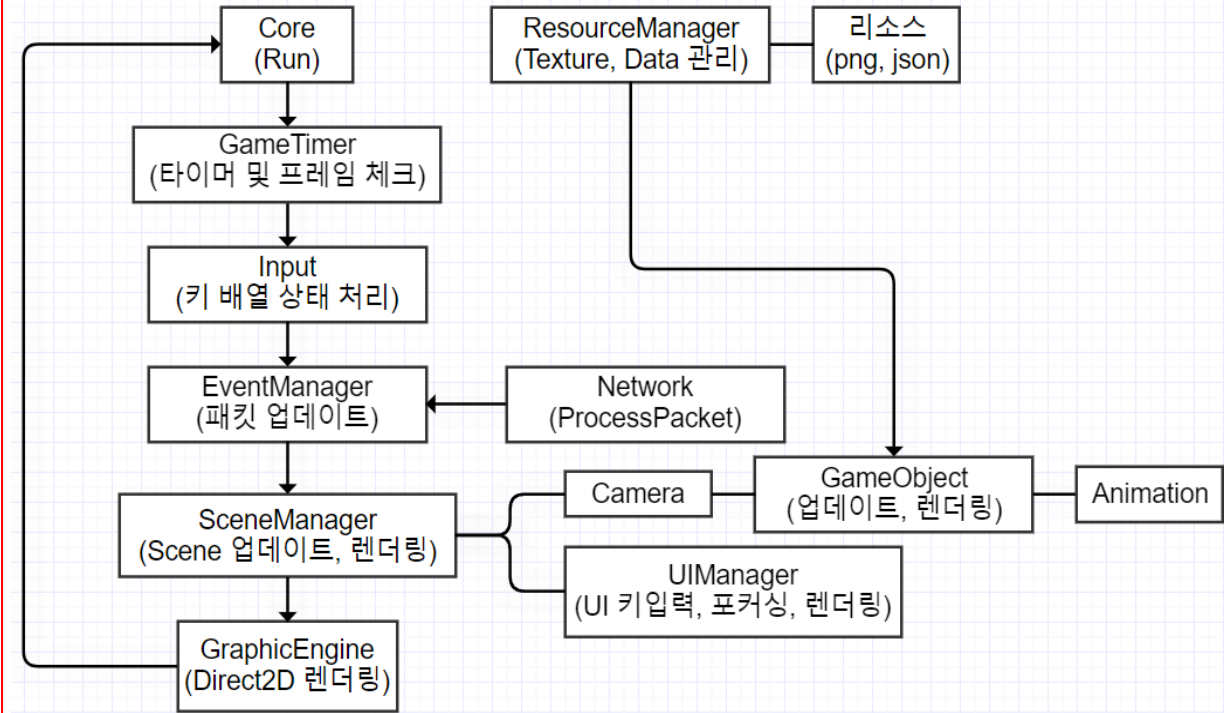 Core
(Run)
ResourceManager
(Texture, Data 관리)
리소스
(png, json)
GameTimer
(타이머 및 프레임 체크)
Input
(키 배열 상태 처리)
EventManager
(패킷 업데이트)
Network
(ProcessPacket)
SceneManager
(Scene 업데이트, 렌더링)
Camera
GameObject
(업데이트, 렌더링)
Animation
UIManager
(UI 키입력, 포커싱, 렌더링)
GraphicEngine
(Direct2D 렌더링)